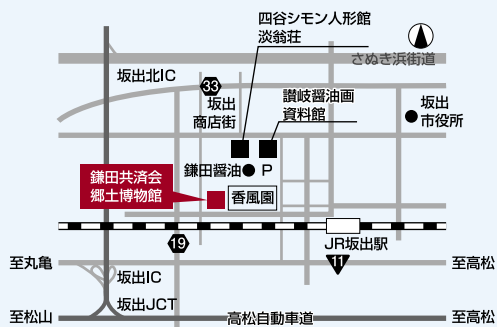 四谷シモン人形館
淡翁荘
さぬき浜街道
坂出北IC
33
坂出
商店街
讃岐醤油画
資料館
坂出
市役所
鎌田醤油
P
鎌田共済会
郷土博物館
香風園
19
JR坂出駅
11
至丸亀
至高松
坂出IC
坂出JCT
至松山
高松自動車道
至高松